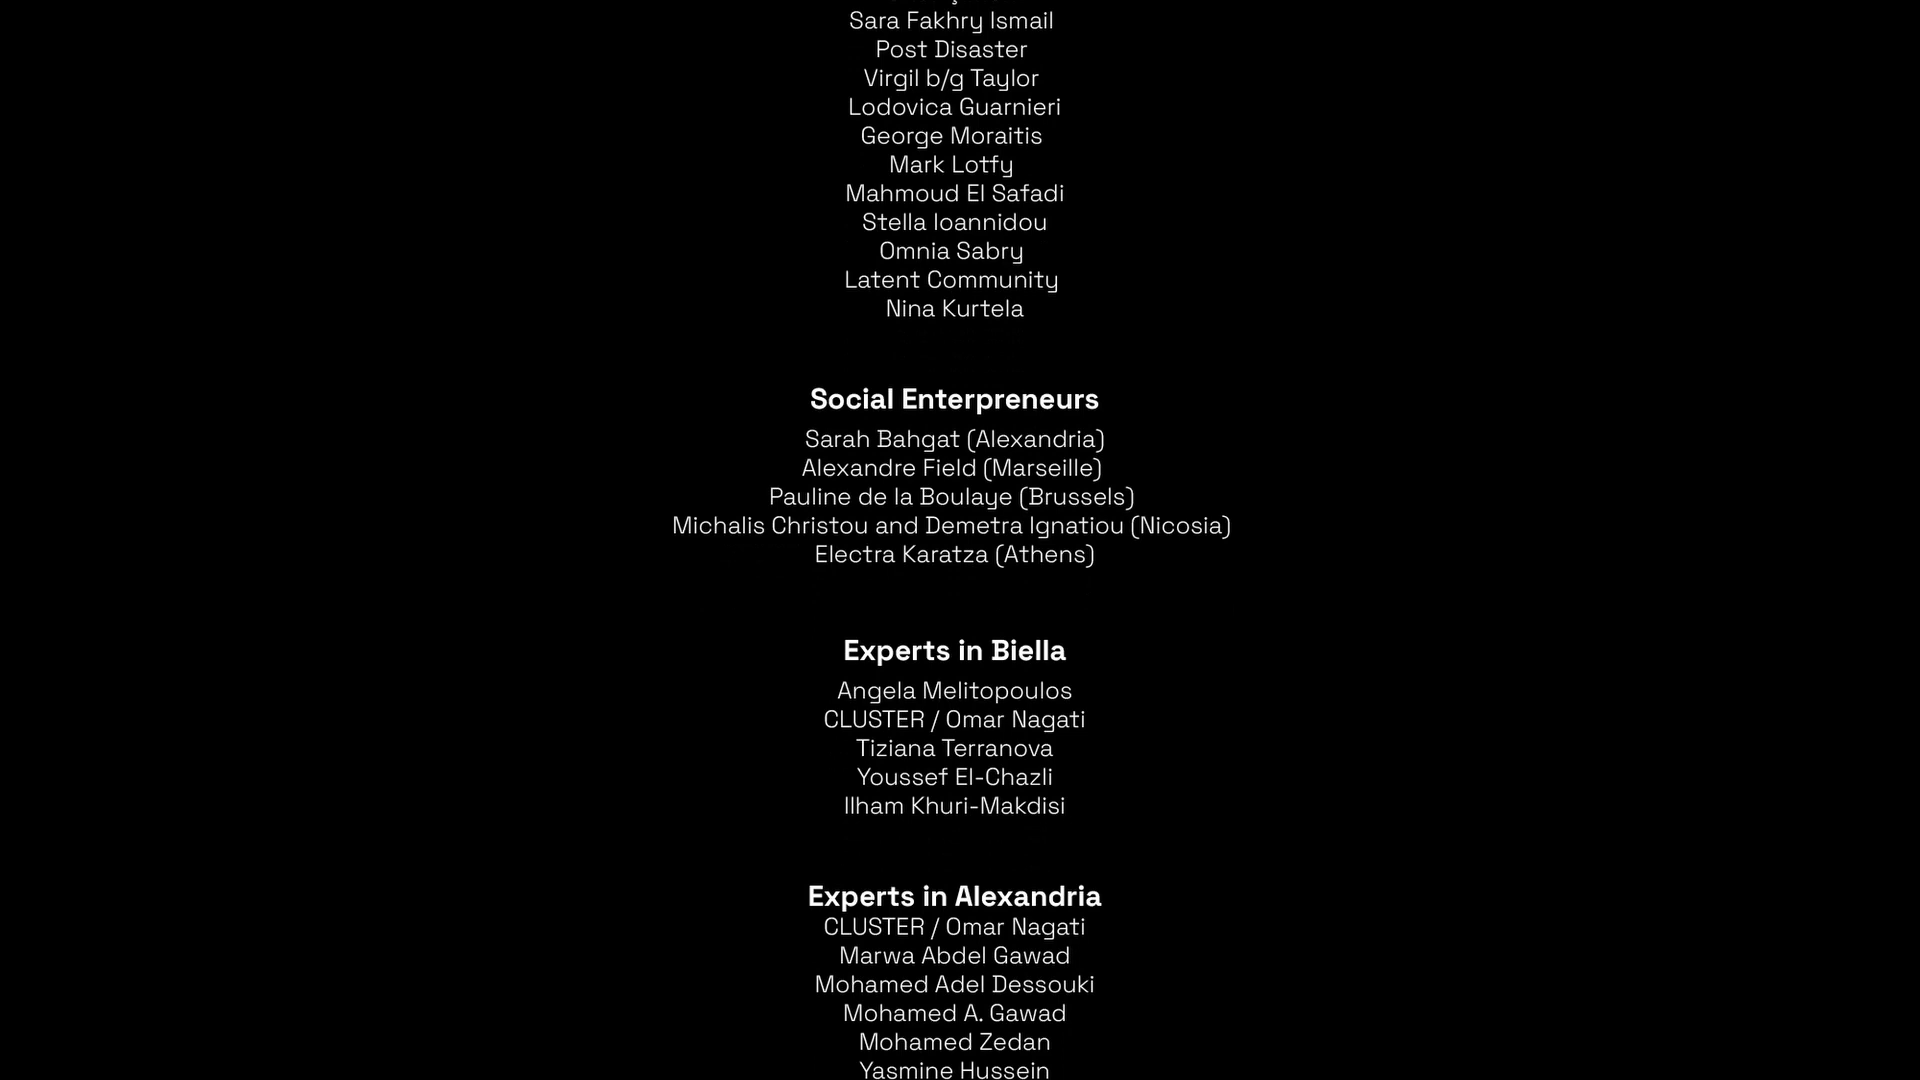 Sara Fakhry Ismail
Post Disaster
Virgil b/g Taylor
Lodovica Guarnieri
George Moraitis
Mark Lotfy
Mahmoud El Safadi
Stella Ioannidou
Omnia Sabry
Latent Community
Nina Kurtela
Social Enterpreneurs
Sarah Bahgat (Alexandria)
Alexandre Field (Marseille)
Pauline de la Boulaye (Brussels)
Michalis Christou and Demetra Ignatiou (Nicosia)
Electra Karatza (Athens)
Experts in Biella
Angela Melitopoulos
CLUSTER / Omar Nagati
Tiziana Terranova
Youssef El-Chazli
Ilham Khuri-Makdisi
Experts in Alexandria
CLUSTER / Omar Nagati
Marwa Abdel Gawad
Mohamed Adel Dessouki
Mohamed A. Gawad
Mohamed Zedan
Yasmine Hussein